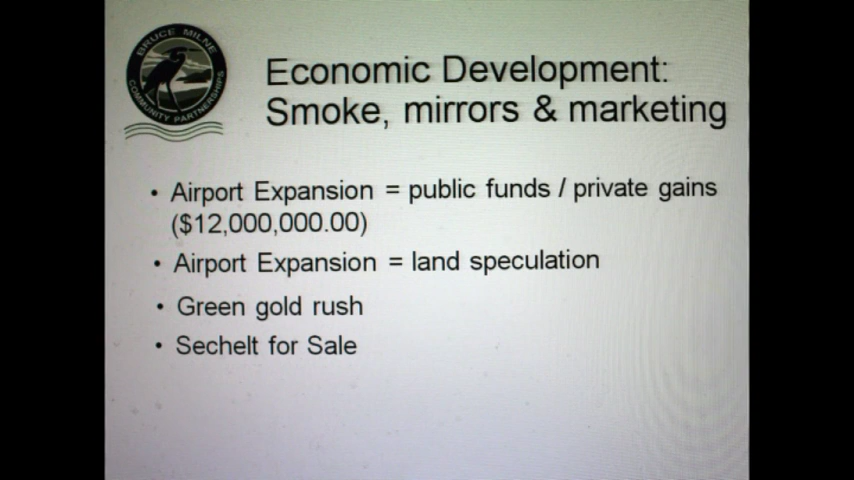 BRUCE MILNE
COMMUNITY PARTNERSHIPS
Economic Development:
Smoke, mirrors & marketing
• Airport Expansion = public funds / private gains
($12,000,000.00)
• Airport Expansion = land speculation
• Green gold rush
• Sechelt for Sale